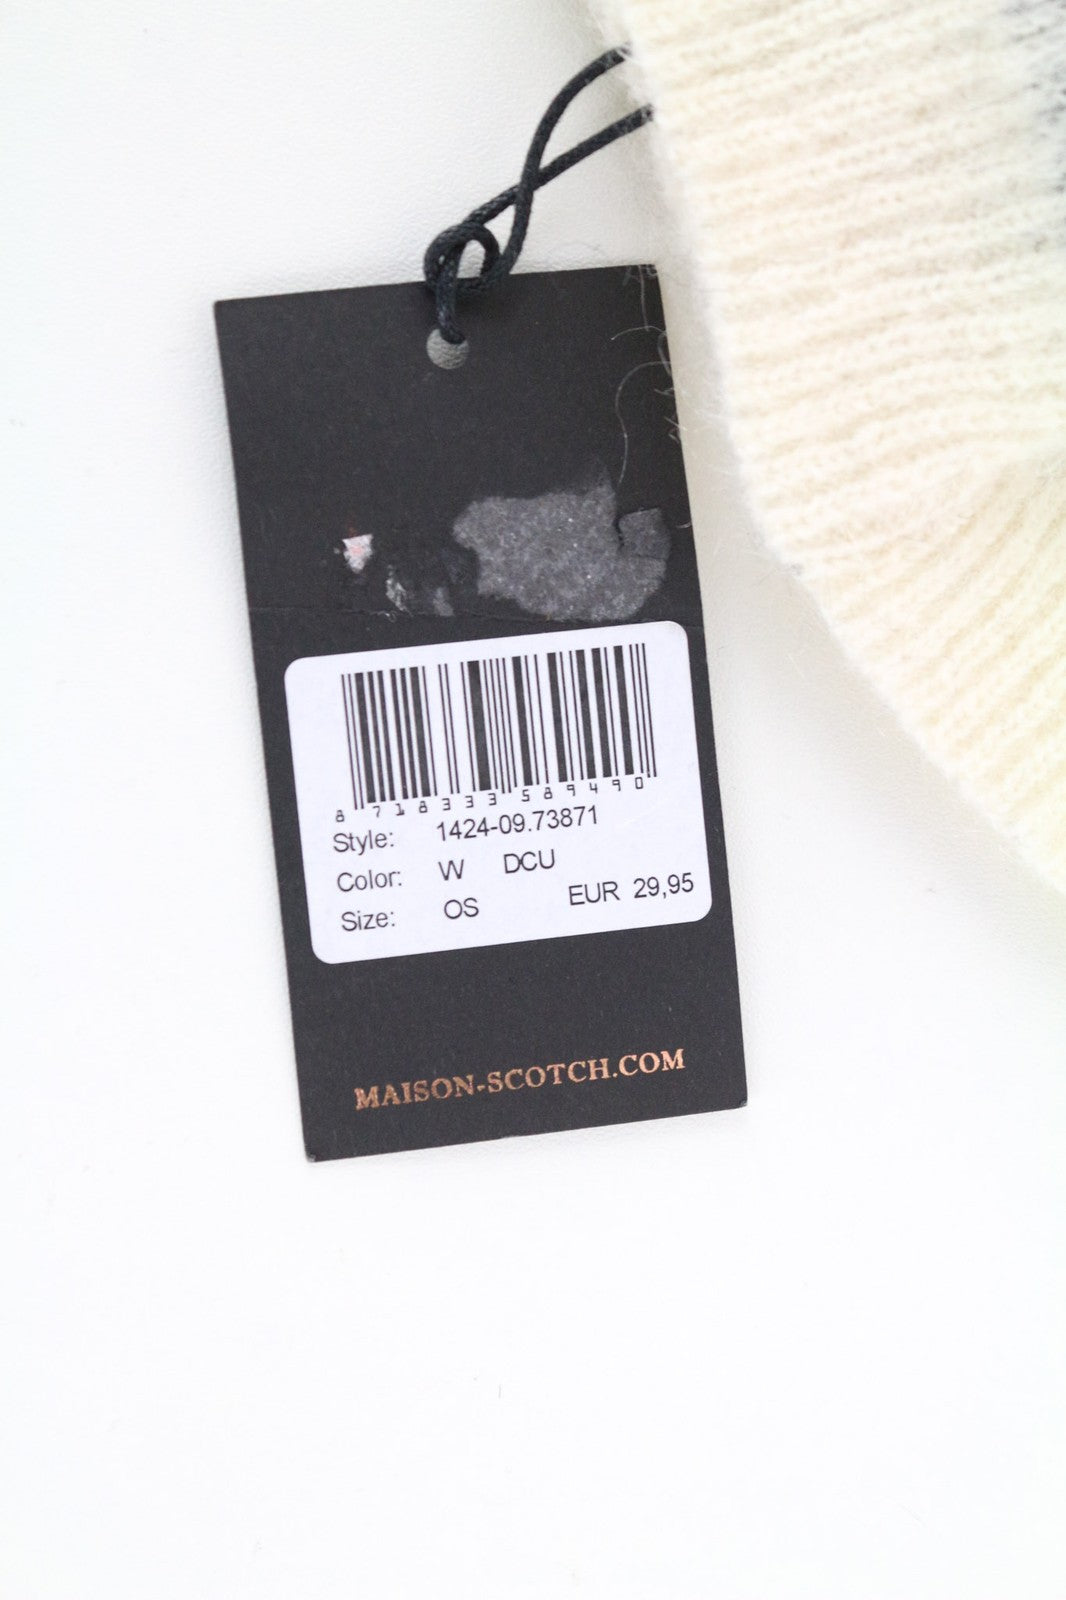 8 718333 589490
Style: 1424-09.73871
Color: W DCU
Size: OS EUR 29,95
MAISON-SCOTCH.COM